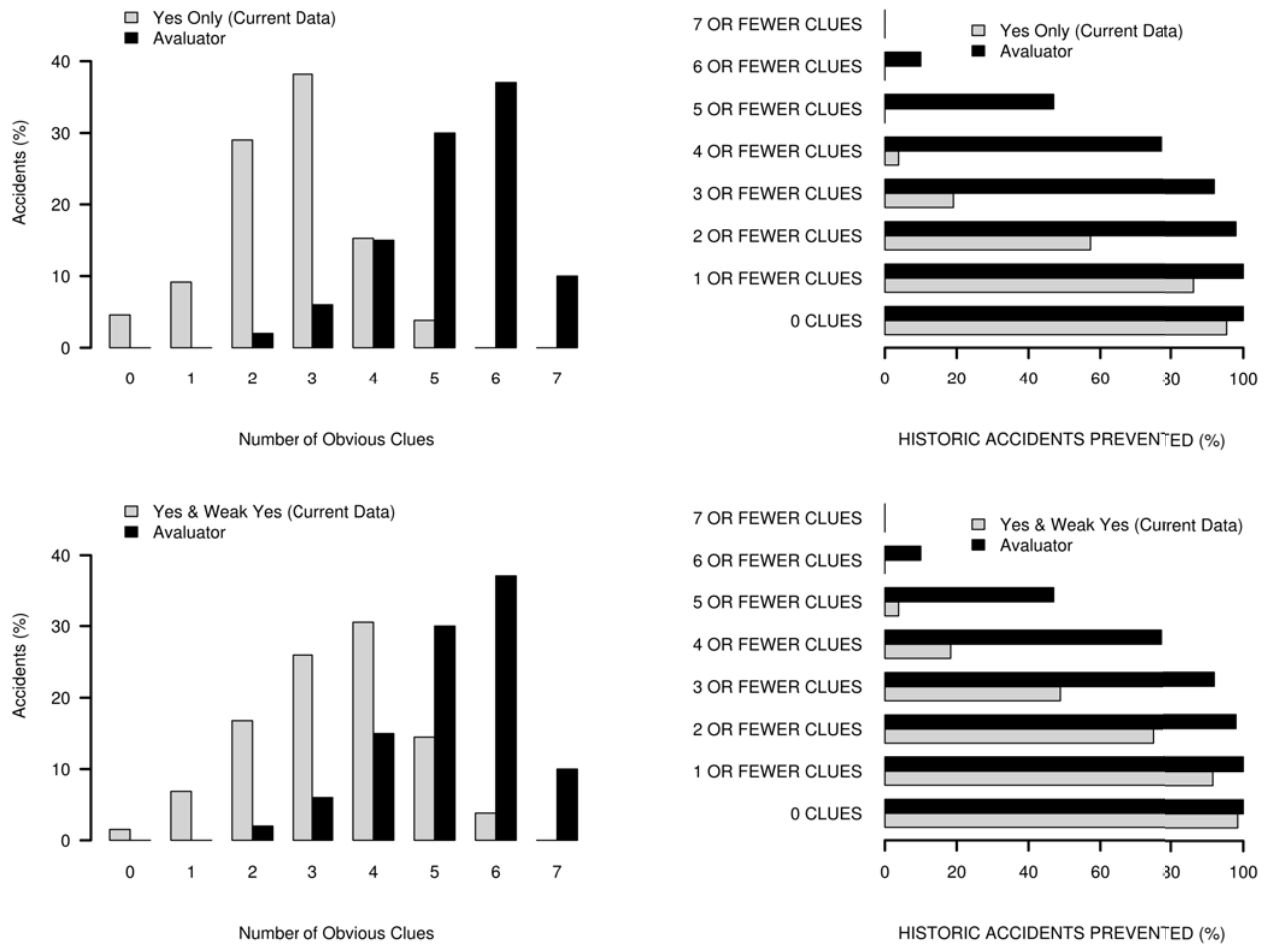 Yes Only (Current Data)
Avaluator
40
30
20
10
0
Accidents (%)
0 1 2 3 4 5 6 7
Number of Obvious Clues
7 OR FEWER CLUES
6 OR FEWER CLUES
5 OR FEWER CLUES
4 OR FEWER CLUES
3 OR FEWER CLUES
2 OR FEWER CLUES
1 OR FEWER CLUES
0 CLUES
Yes Only (Current Data)
Avaluator
0 20 40 60 80 100
HISTORIC ACCIDENTS PREVENTED (%)
Yes & Weak Yes (Current Data)
Avaluator
40
30
20
10
0
Accidents (%)
0 1 2 3 4 5 6 7
Number of Obvious Clues
7 OR FEWER CLUES
6 OR FEWER CLUES
5 OR FEWER CLUES
4 OR FEWER CLUES
3 OR FEWER CLUES
2 OR FEWER CLUES
1 OR FEWER CLUES
0 CLUES
Yes & Weak Yes (Current Data)
Avaluator
0 20 40 60 80 100
HISTORIC ACCIDENTS PREVENTED (%)